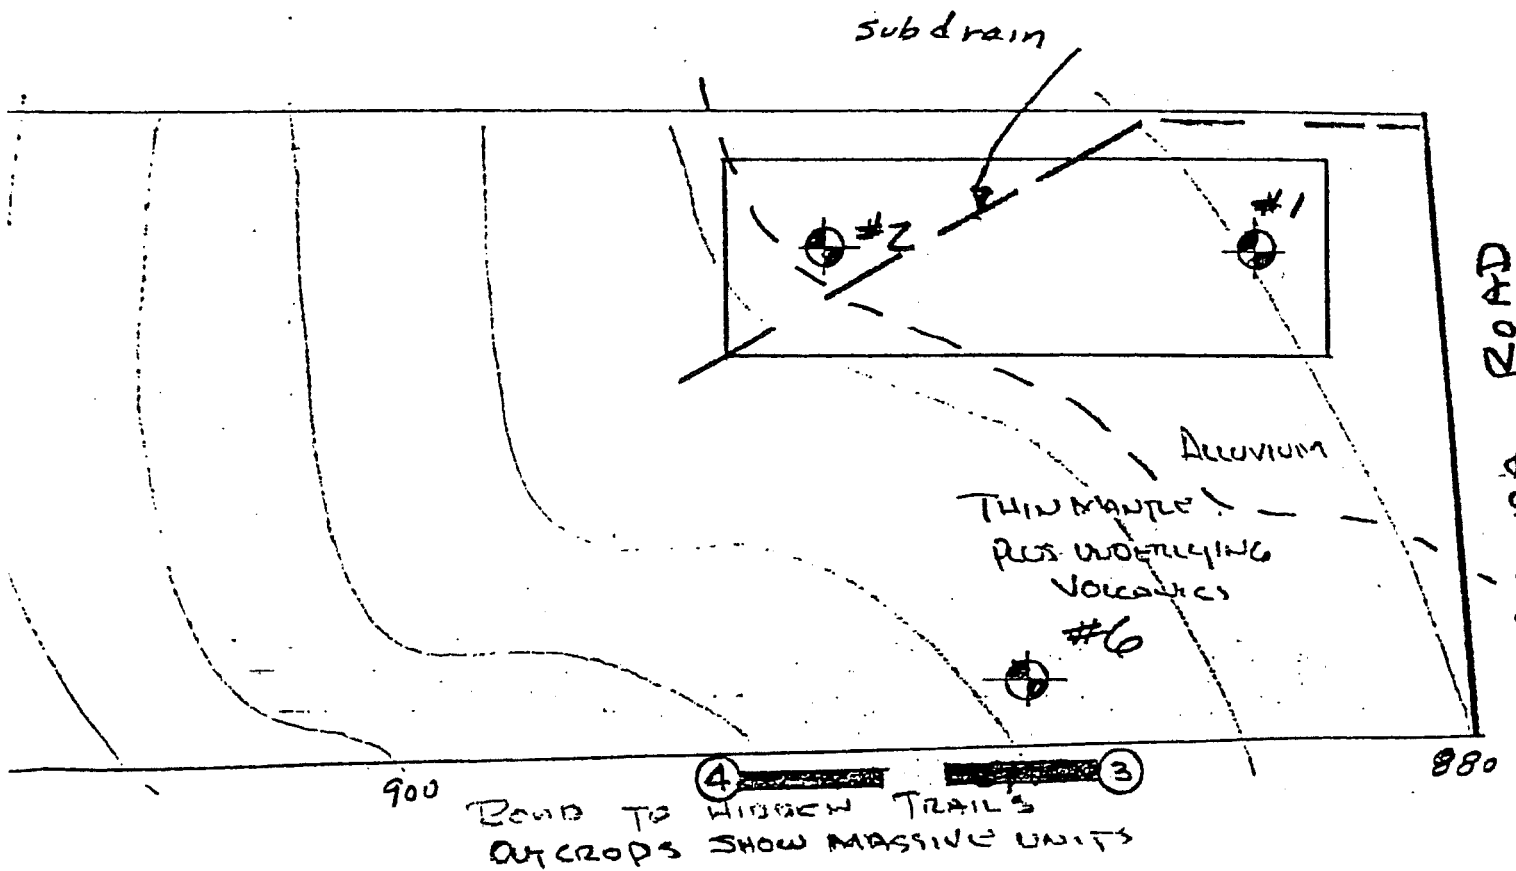 subdrain
#1
#2
ROAD
ALLUVIUM
THIN MANTLE
PLUS UNDERLYING
VOLCANICS
#6
4
3
880
900
ROAD TO HIDDEN TRAILS
OUTCROPS SHOW MASSIVE UNITS